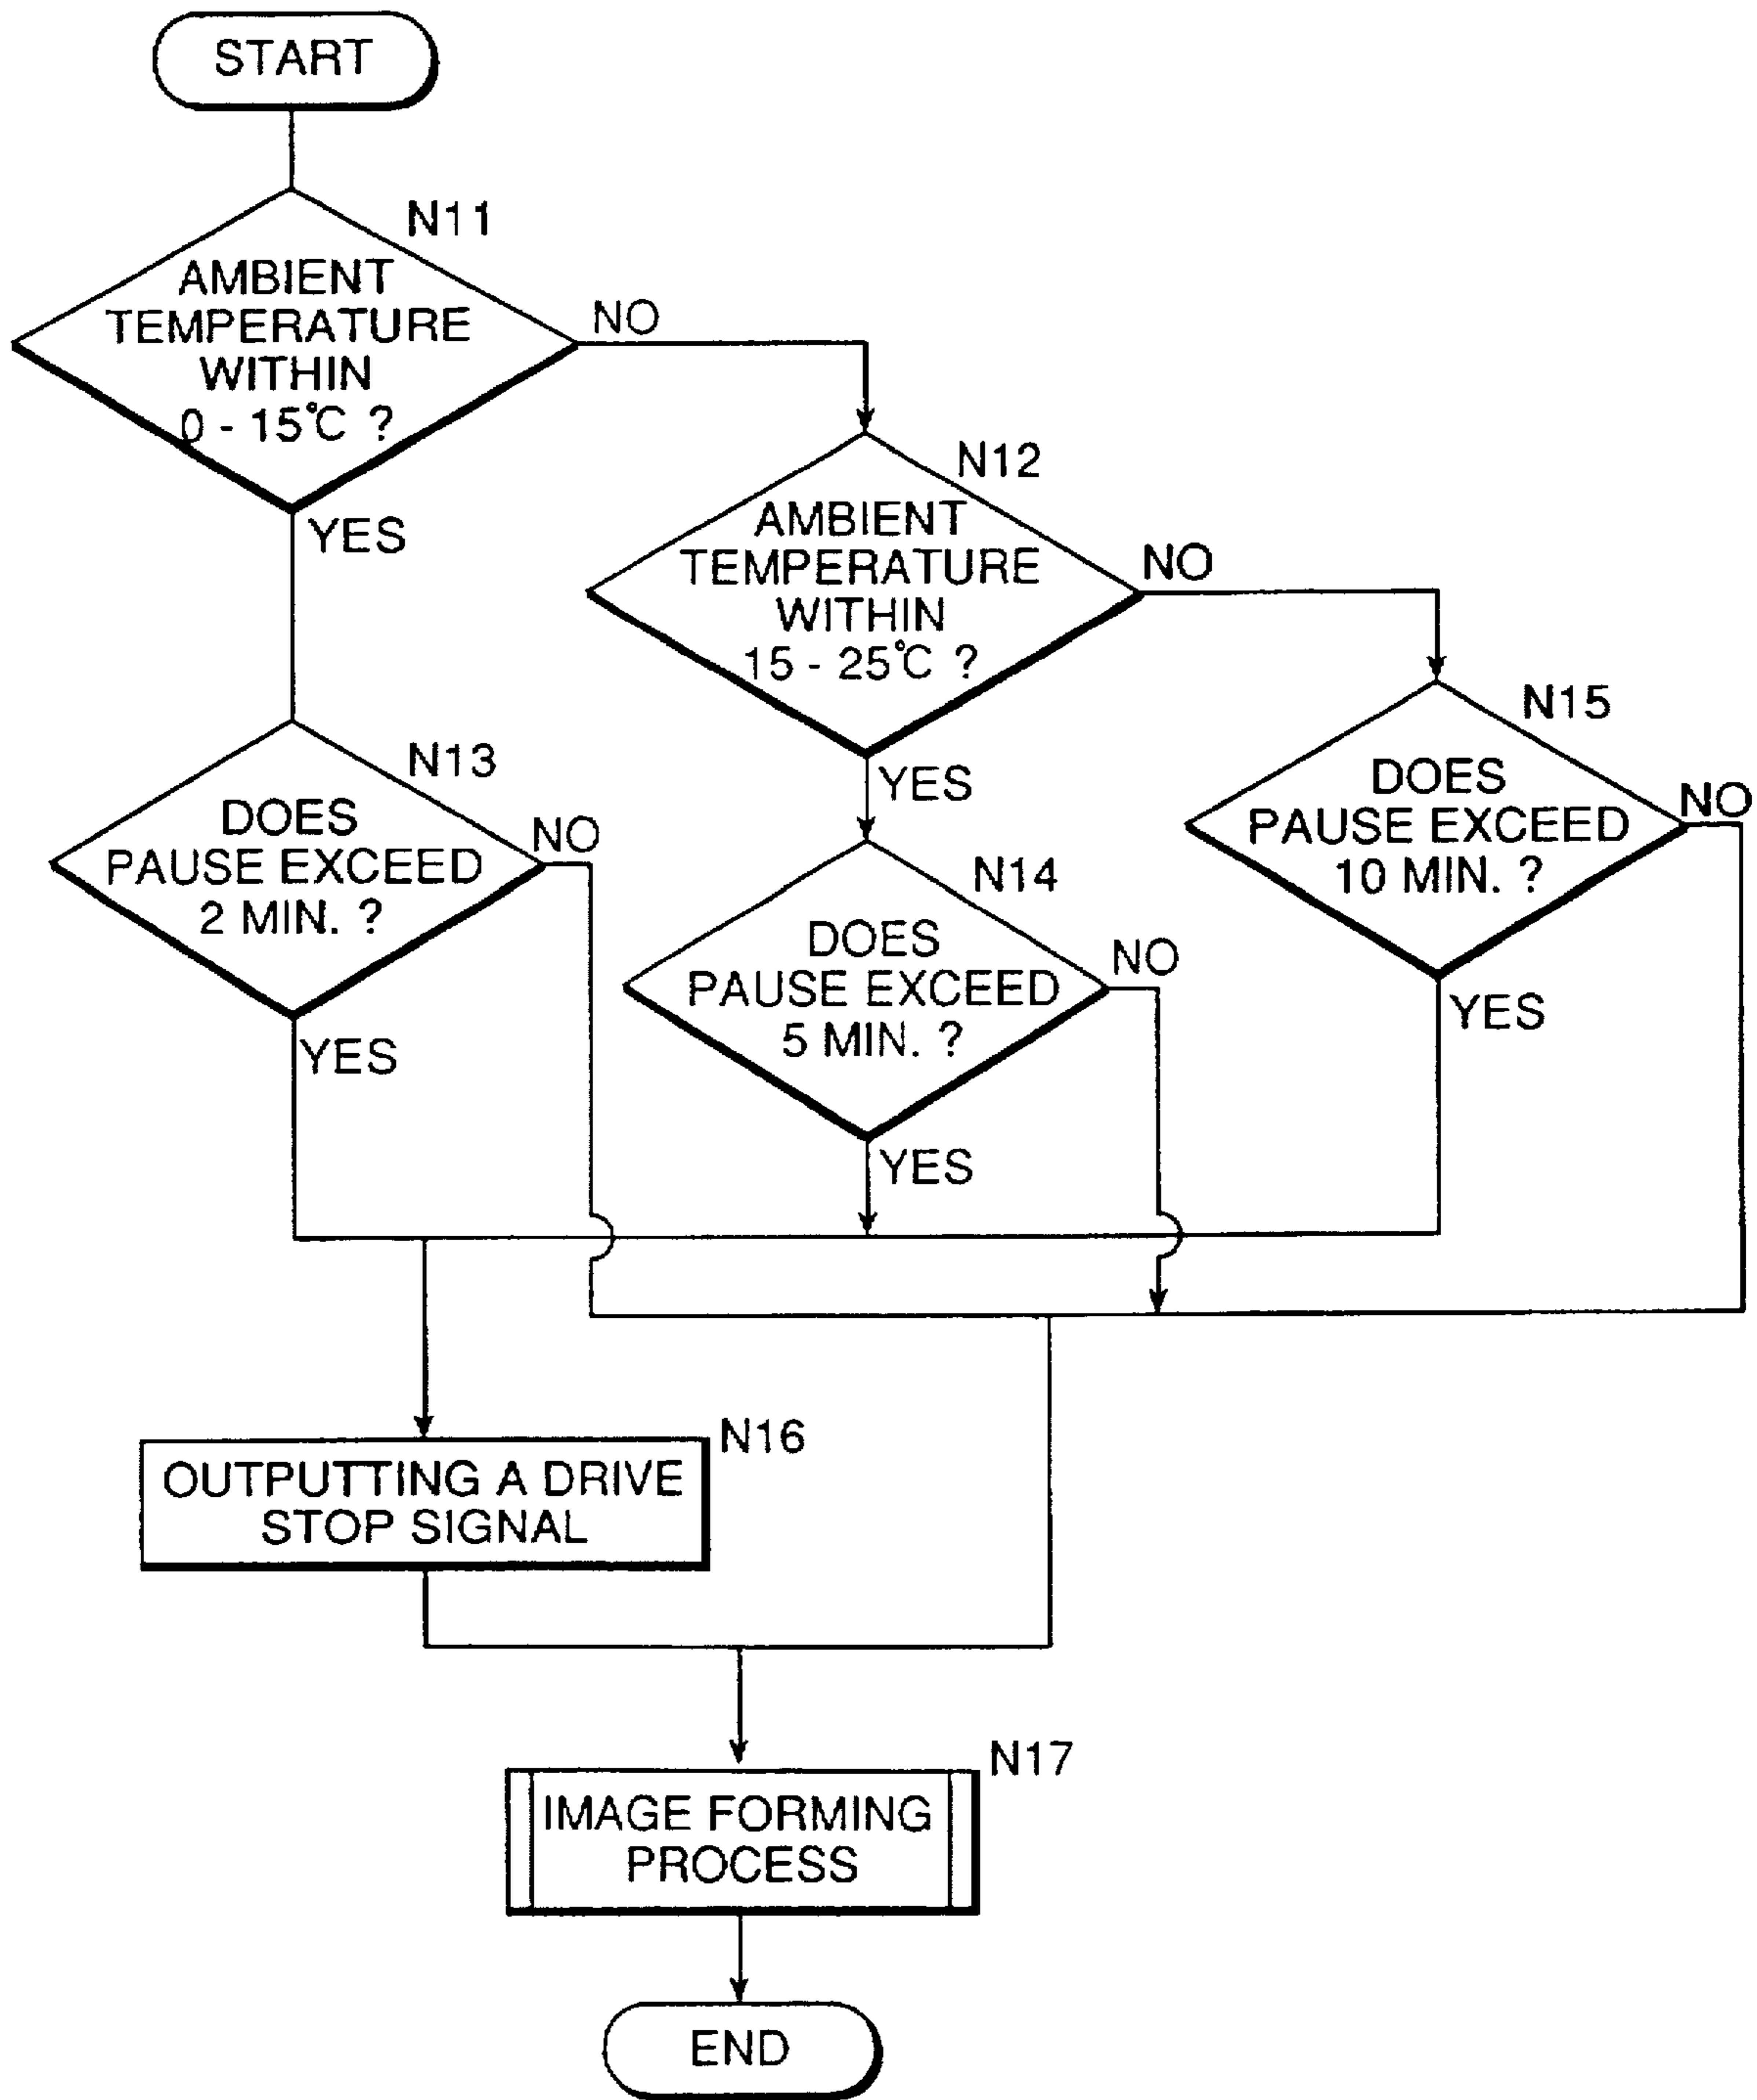 START
N11
AMBIENT
TEMPERATURE
WITHIN
0 - 15°C ?
NO
YES
N12
AMBIENT
TEMPERATURE
WITHIN
15 - 25°C ?
NO
YES
N13
DOES
PAUSE EXCEED
2 MIN. ?
NO
YES
N14
DOES
PAUSE EXCEED
5 MIN. ?
NO
YES
N15
DOES
PAUSE EXCEED
10 MIN. ?
NO
YES
N16
OUTPUTTING A DRIVE
STOP SIGNAL
N17
IMAGE FORMING
PROCESS
END